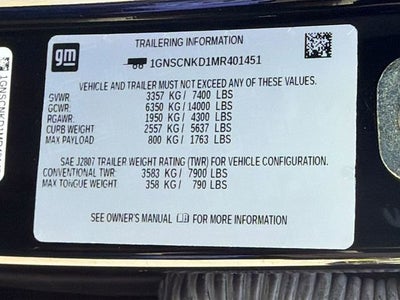 gm
TRAILERING INFORMATION
1GNSCNKD1MR401451
VEHICLE AND TRAILER MUST NOT EXCEED ANY OF THESE VALUES.
GVWR: 3357 KG / 7400 LBS
GCWR: 6350 KG / 14000 LBS
RGAWR: 1950 KG / 4300 LBS
CURB WEIGHT 2557 KG / 5637 LBS
MAX PAYLOAD 800 KG / 1763 LBS
SAE J2807 TRAILER WEIGHT RATING (TWR) FOR VEHICLE CONFIGURATION.
CONVENTIONAL TWR: 3583 KG / 7900 LBS
MAX TONGUE WEIGHT 358 KG / 790 LBS
SEE OWNER'S MANUAL FOR MORE INFORMATION